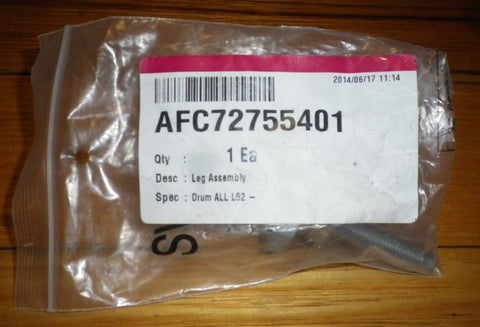 2014/06/17 11:14
AFC72755401
Qty : 1 Ea
Desc : Leg Assembly
Spec : Drum ALL L52 -